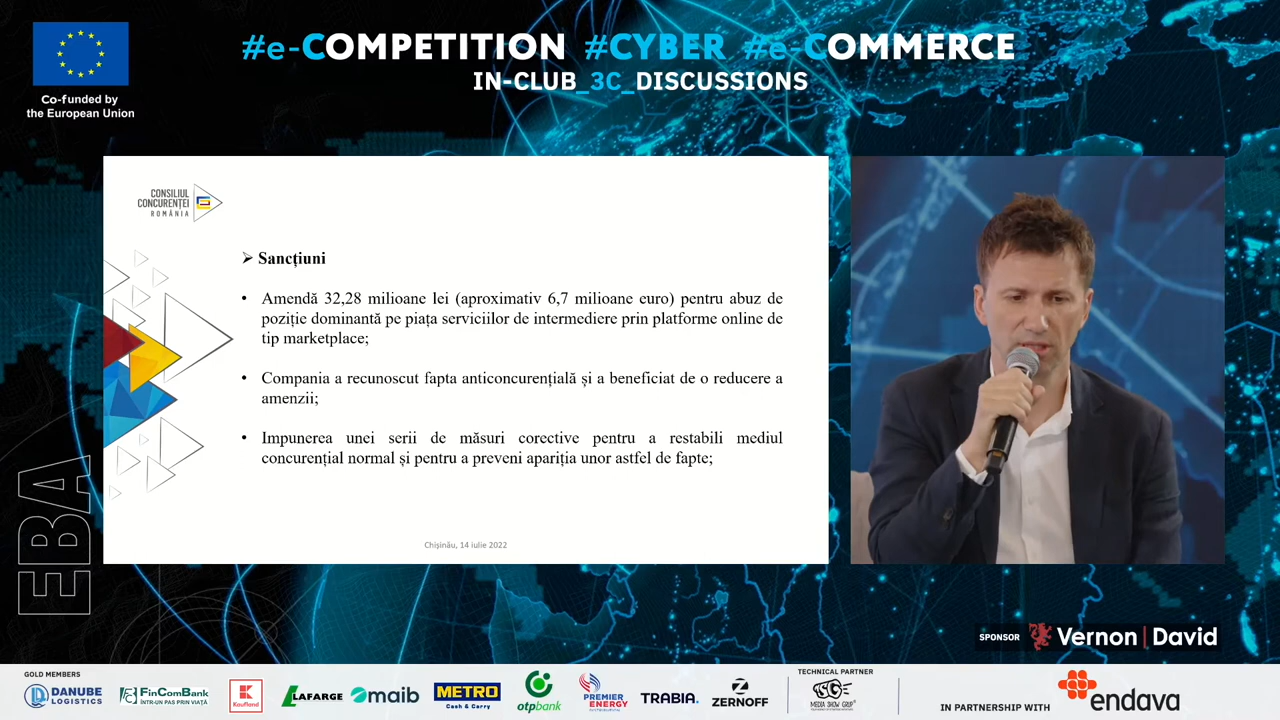 #e-COMPETITION #CYBER #e-COMMERCE
IN-CLUB_3C_DISCUSSIONS
Co-funded by
the European Union
CONSILIUL
CONCURENȚEI
ROMÂNIA
➢ Sancțiuni
• Amendă 32,28 milioane lei (aproximativ 6,7 milioane euro) pentru abuz de
poziție dominantă pe piața serviciilor de intermediere prin platforme online de
tip marketplace;
• Compania a recunoscut fapta anticoncurențială și a beneficiat de o reducere a
amenzii;
• Impunerea unei serii de măsuri corective pentru a restabili mediul
concurențial normal și pentru a preveni apariția unor astfel de fapte;
Chișinău, 14 iulie 2022
EBA
SPONSOR Vernon | David
GOLD MEMBERS
DANUBE
LOGISTICS
FinComBank
ÎNTR-UN PAS PRIN VIAȚĂ
Kaufland
LAFARGE
maib
METRO
Cash & Carry
otpbank
PREMIER
ENERGY
TRABIA.
ZERNOFF
TECHNICAL PARTNER
MSG
MEDIA SHOW GRUP
IN PARTNERSHIP WITH endava